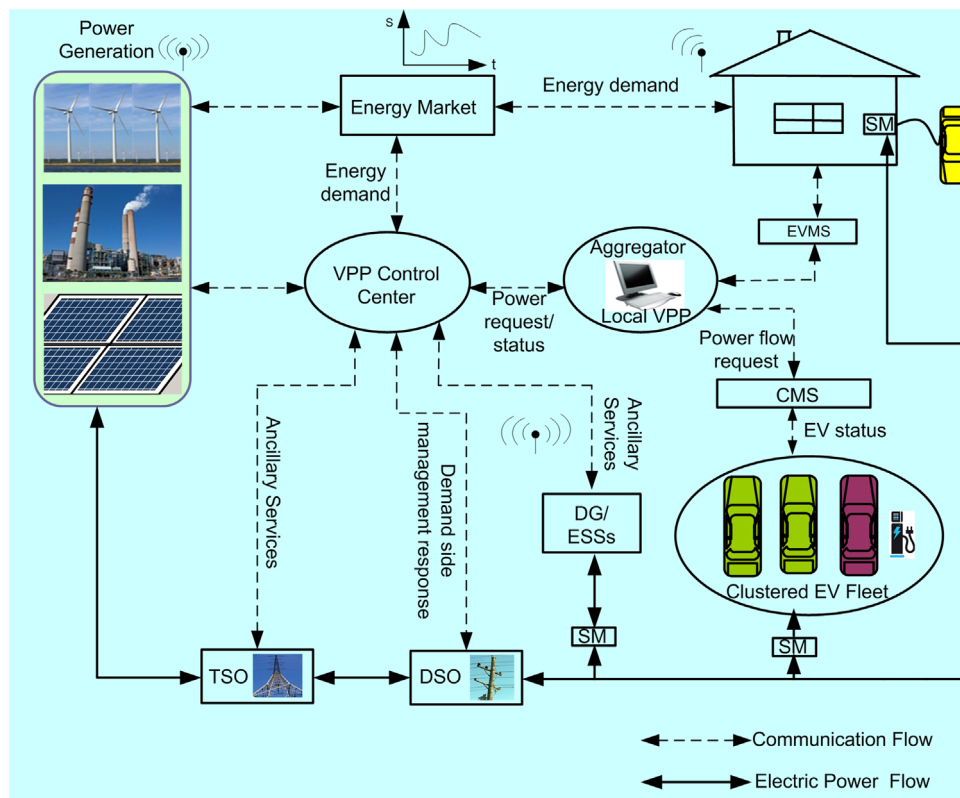 Power
Generation
s
t
Energy Market
Energy demand
SM
Energy
demand
EVMS
VPP Control
Center
Aggregator
Local VPP
Power
request/
status
Power flow
request
CMS
EV status
Ancillary Services
Demand side
management response
Ancillary
Services
DG/
ESSs
Clustered EV Fleet
SM
SM
TSO
DSO
Communication Flow
Electric Power Flow